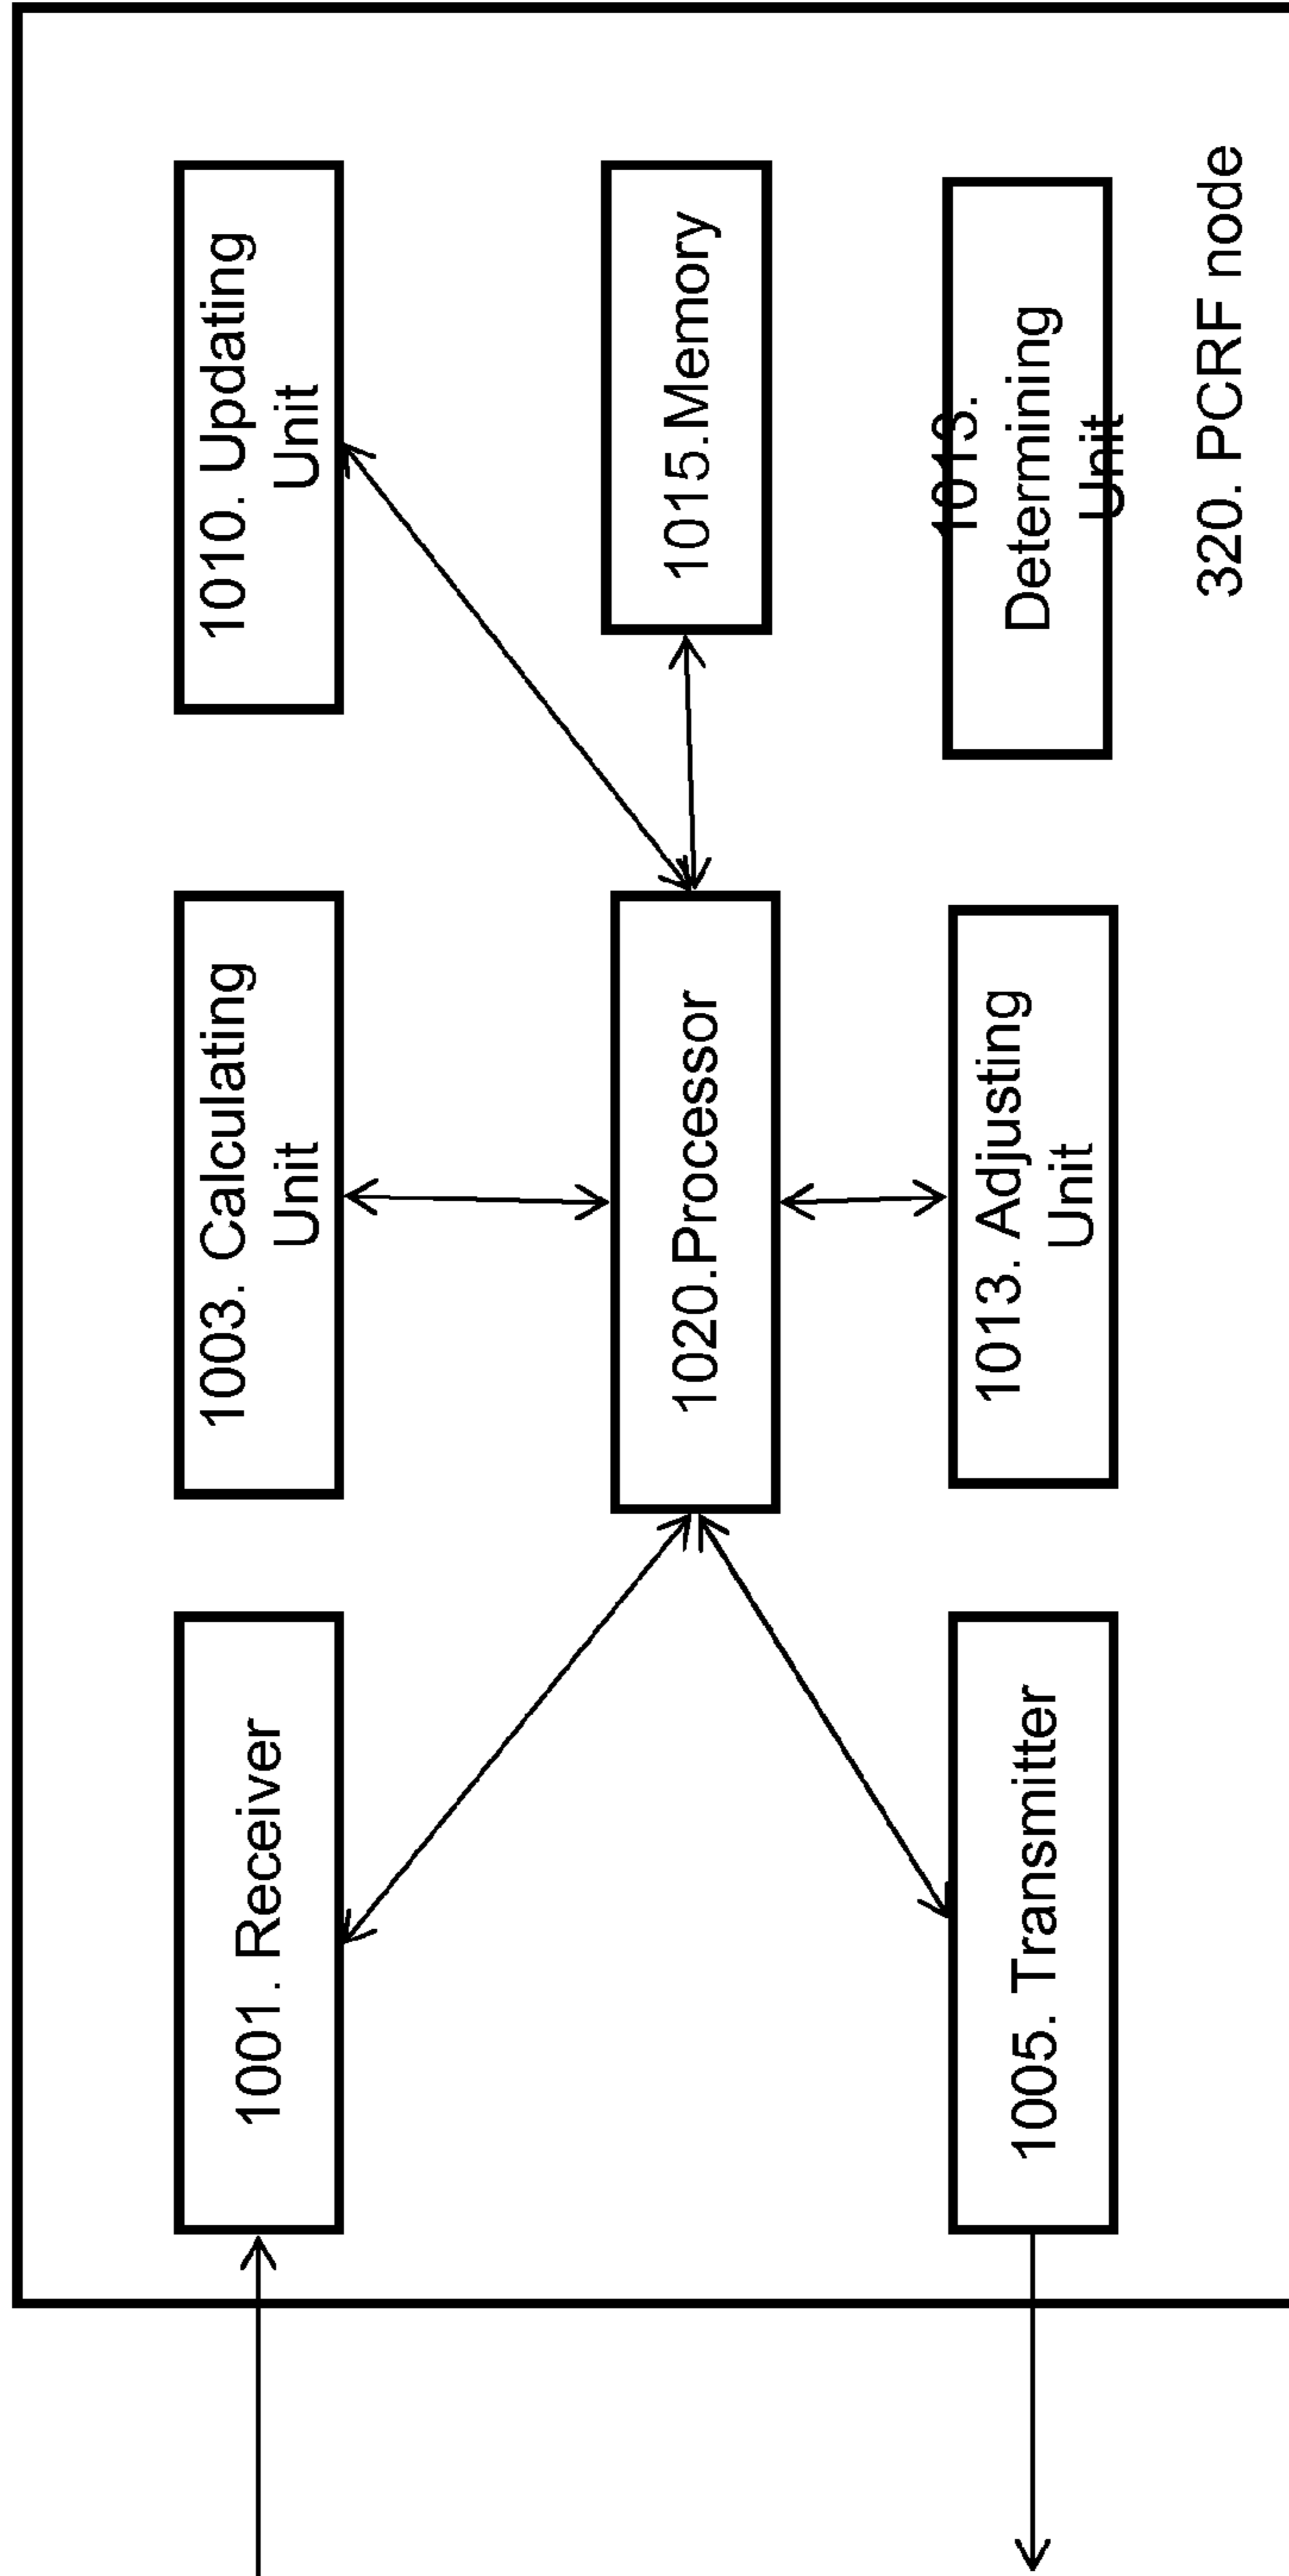 1001. Receiver
1003. Calculating
Unit
1010. Updating
Unit
1020.Processor
1015.Memory
1005. Transmitter
1013. Adjusting
Unit
1013.
Determining
Unit
320. PCRF node